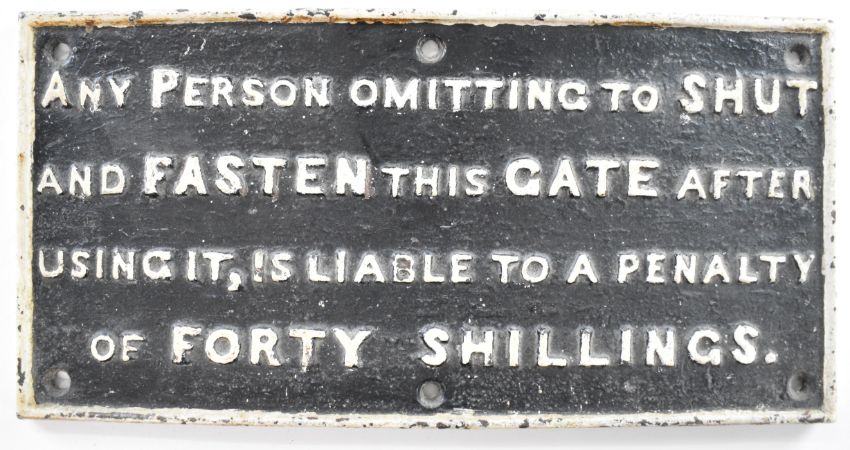 ANY PERSON OMITTING TO SHUT
AND FASTEN THIS GATE AFTER
USING IT, IS LIABLE TO A PENALTY
OF FORTY SHILLINGS.